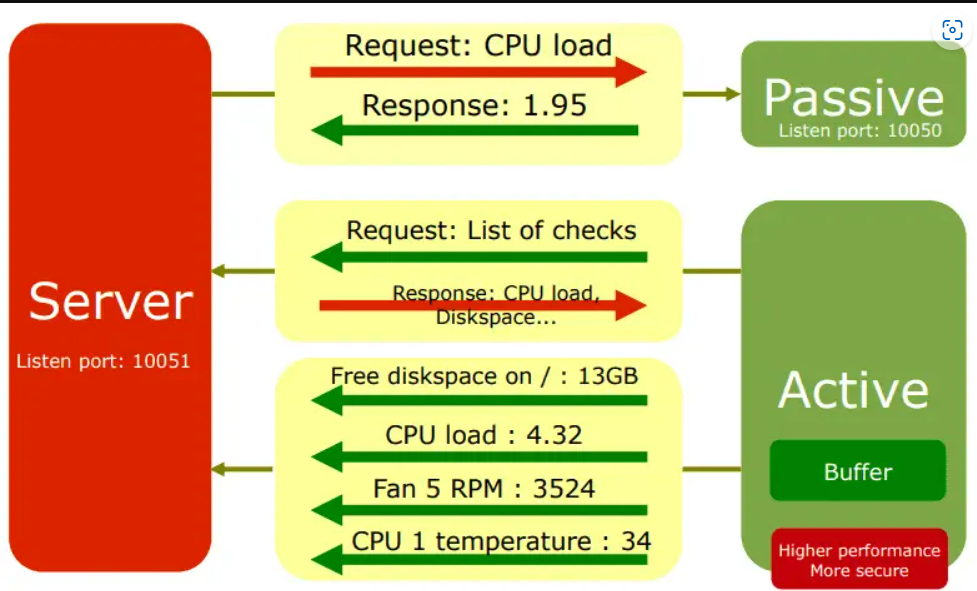 Server
Listen port: 10051
Request: CPU load
Response: 1.95
Passive
Listen port: 10050
Request: List of checks
Response: CPU load,
Diskspace...
Free diskspace on / : 13GB
CPU load : 4.32
Fan 5 RPM : 3524
CPU 1 temperature : 34
Active
Buffer
Higher performance
More secure